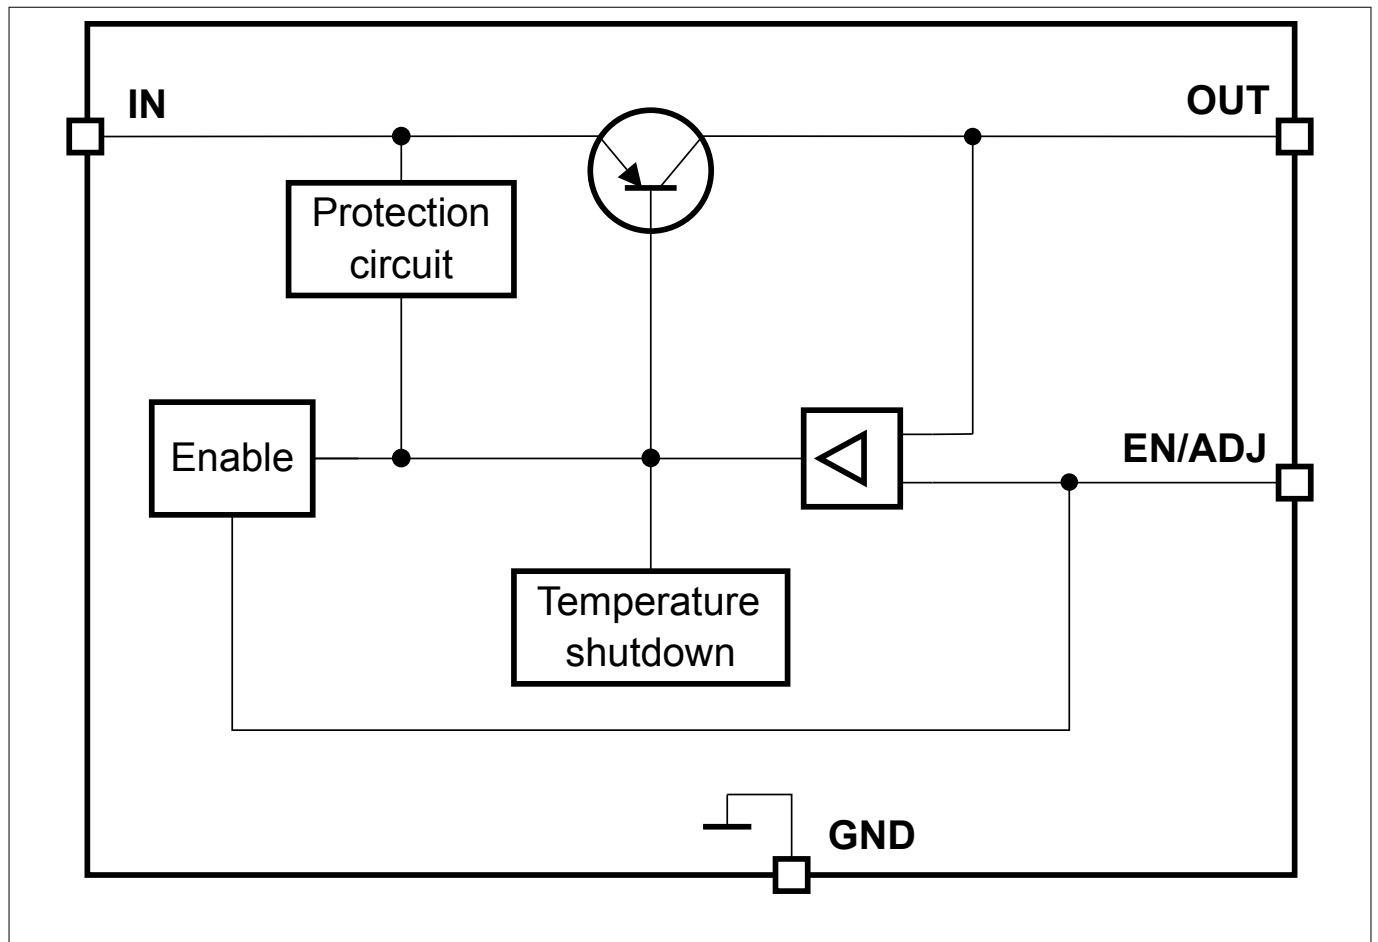 IN
OUT
Protection
circuit
Enable
EN/ADJ
Temperature
shutdown
GND